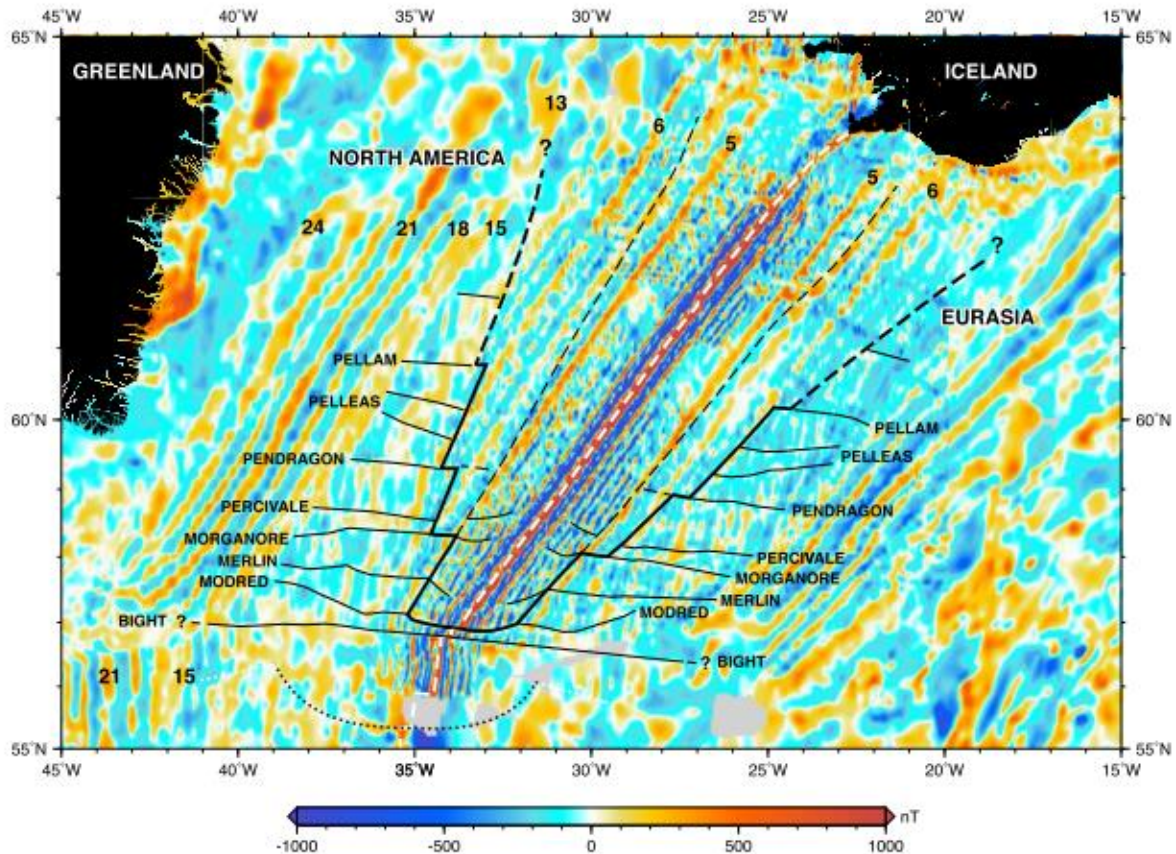 45°W 40°W 35°W 30°W 25°W 20°W 15°W
65°N 65°N
GREENLAND ICELAND
13
6
5
NORTH AMERICA ?
5 6
24 21 18 15
?
EURASIA
PELLAM
PELLEAS
60°N 60°N
PELLAM
PELLEAS
PENDRAGON
PENDRAGON
PERCIVALE
MORGANORE
PERCIVALE
MERLIN
MORGANORE
MODRED
MERLIN
MODRED
BIGHT ?
? BIGHT
21 15
55°N 55°N
45°W 40°W 35°W 30°W 25°W 20°W 15°W
nT
-1000 -500 0 500 1000